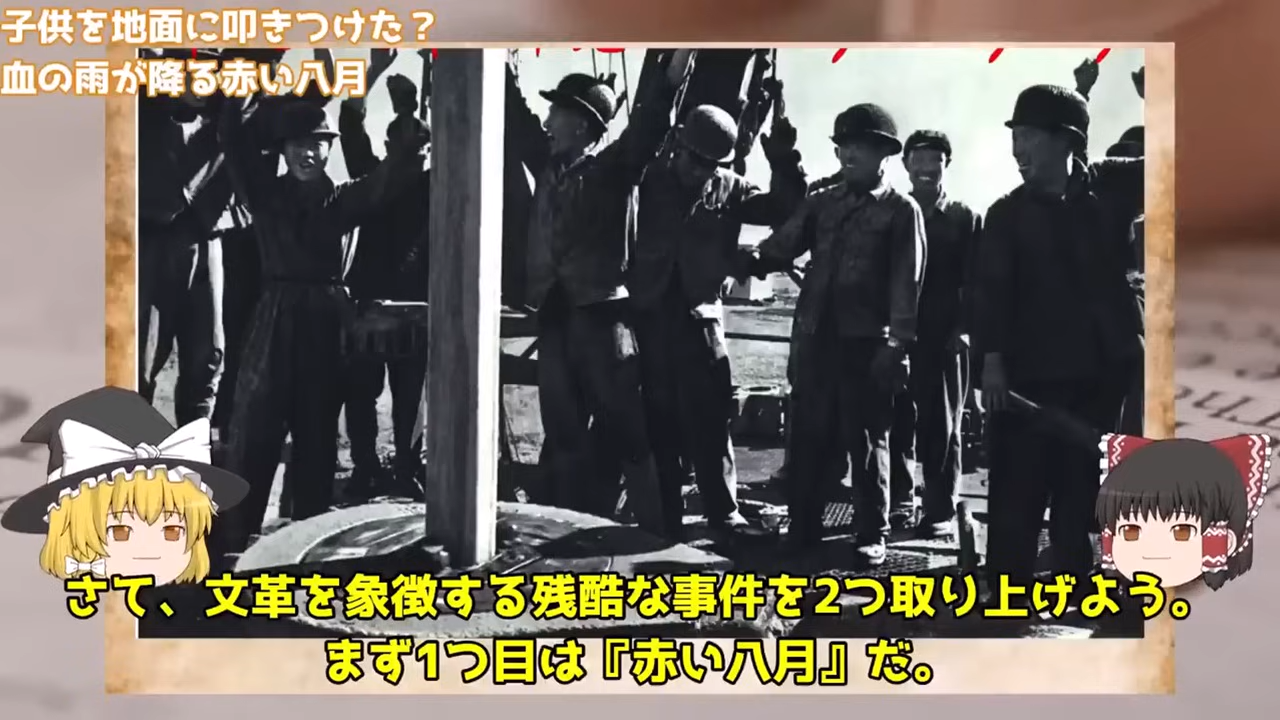 子供を地面に叩きつけた？
血の雨が降る赤い八月
さて、文革を象徴する残酷な事件を2つ取り上げよう。
まず1つ目は『赤い八月』だ。